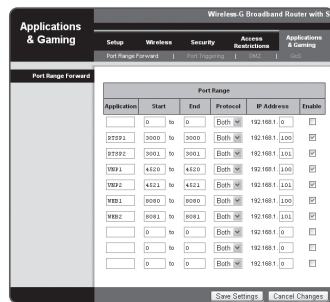 Wireless-G Broadband Router with S
Applications & Gaming
Setup Wireless Security Access Restrictions Applications & Gaming
Port Range Forward | Port Triggering | DMZ | QoS
Port Range Forward
Port Range
Application Start End Protocol IP Address Enable
0 to 0 Both 192.168.1. 0
RTSP1 3000 to 3000 Both 192.168.1. 100
RTSP2 3001 to 3001 Both 192.168.1. 101
VNP1 4520 to 4520 Both 192.168.1. 100
VNP2 4521 to 4521 Both 192.168.1. 101
WEB1 8080 to 8080 Both 192.168.1. 100
WEB2 8081 to 8081 Both 192.168.1. 101
0 to 0 Both 192.168.1. 0
0 to 0 Both 192.168.1. 0
0 to 0 Both 192.168.1. 0
Save Settings Cancel Changes